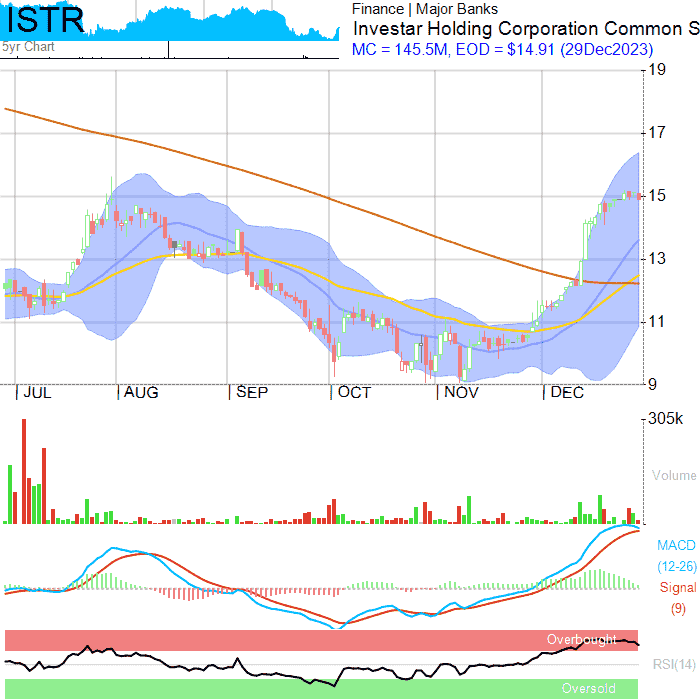 ISTR
5yr Chart
Finance | Major Banks
Investar Holding Corporation Common S
MC = 145.5M, EOD = $14.91 (29Dec2023)
19
17
15
13
11
9
JUL AUG SEP OCT NOV DEC
305k
Volume
MACD
(12-26)
Signal
(9)
Overbought
RSI(14)
Oversold